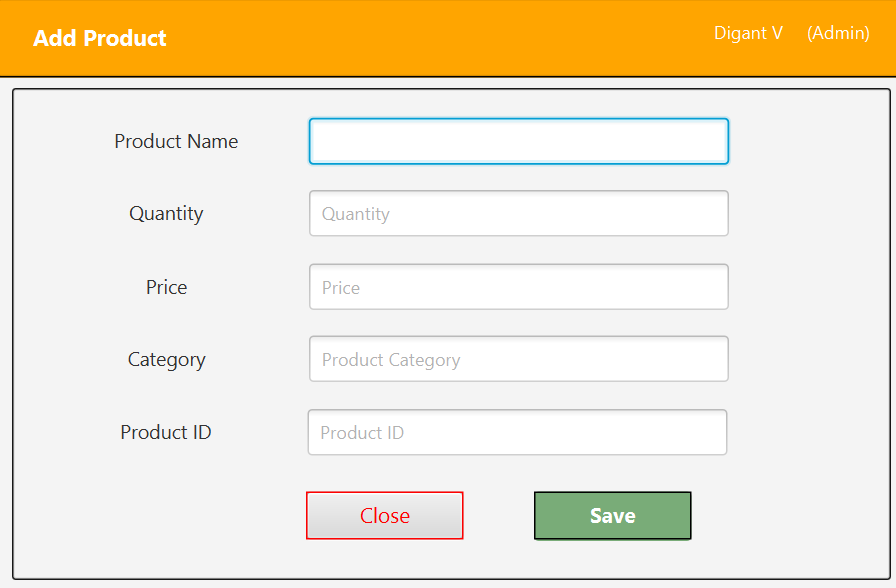 Add Product
Digant V (Admin)
Product Name
Quantity Quantity
Price Price
Category Product Category
Product ID Product ID
Close Save